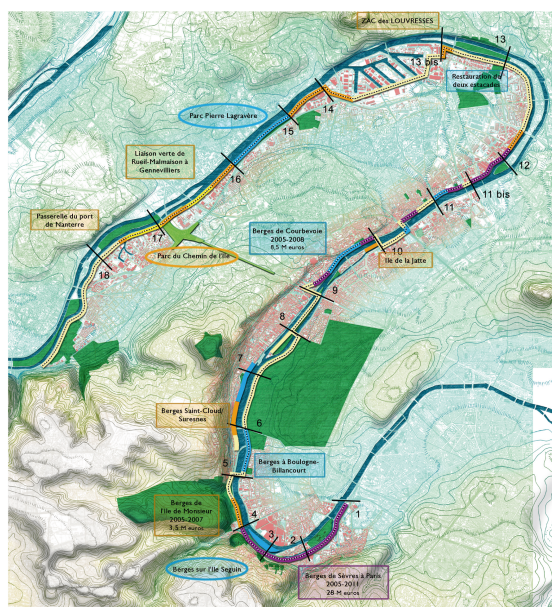 ZAC des LOUVRESSES
13
13 bis
Restauration de
deux estacades
14
Parc Pierre Lagravère
15
Liaison verte de
Rueil-Malmaison à
Gennevilliers
16
12
11 bis
11
Passerelle du port
de Nanterre
17
Berges de Courbevoie
2005-2008
8,5 M euros
10
Parc du Chemin de l'Ile
Ile de la Jatte
18
9
8
7
Berges Saint-Cloud/
Suresnes
6
Berges à Boulogne-
Billancourt
5
Berges de
l'Ile de Monsieur
2005-2007
3,5 M euros
1
4
3
2
Berges sur l'Ile Seguin
Berges de Sèvres à Paris
2005-2011
28 M euros